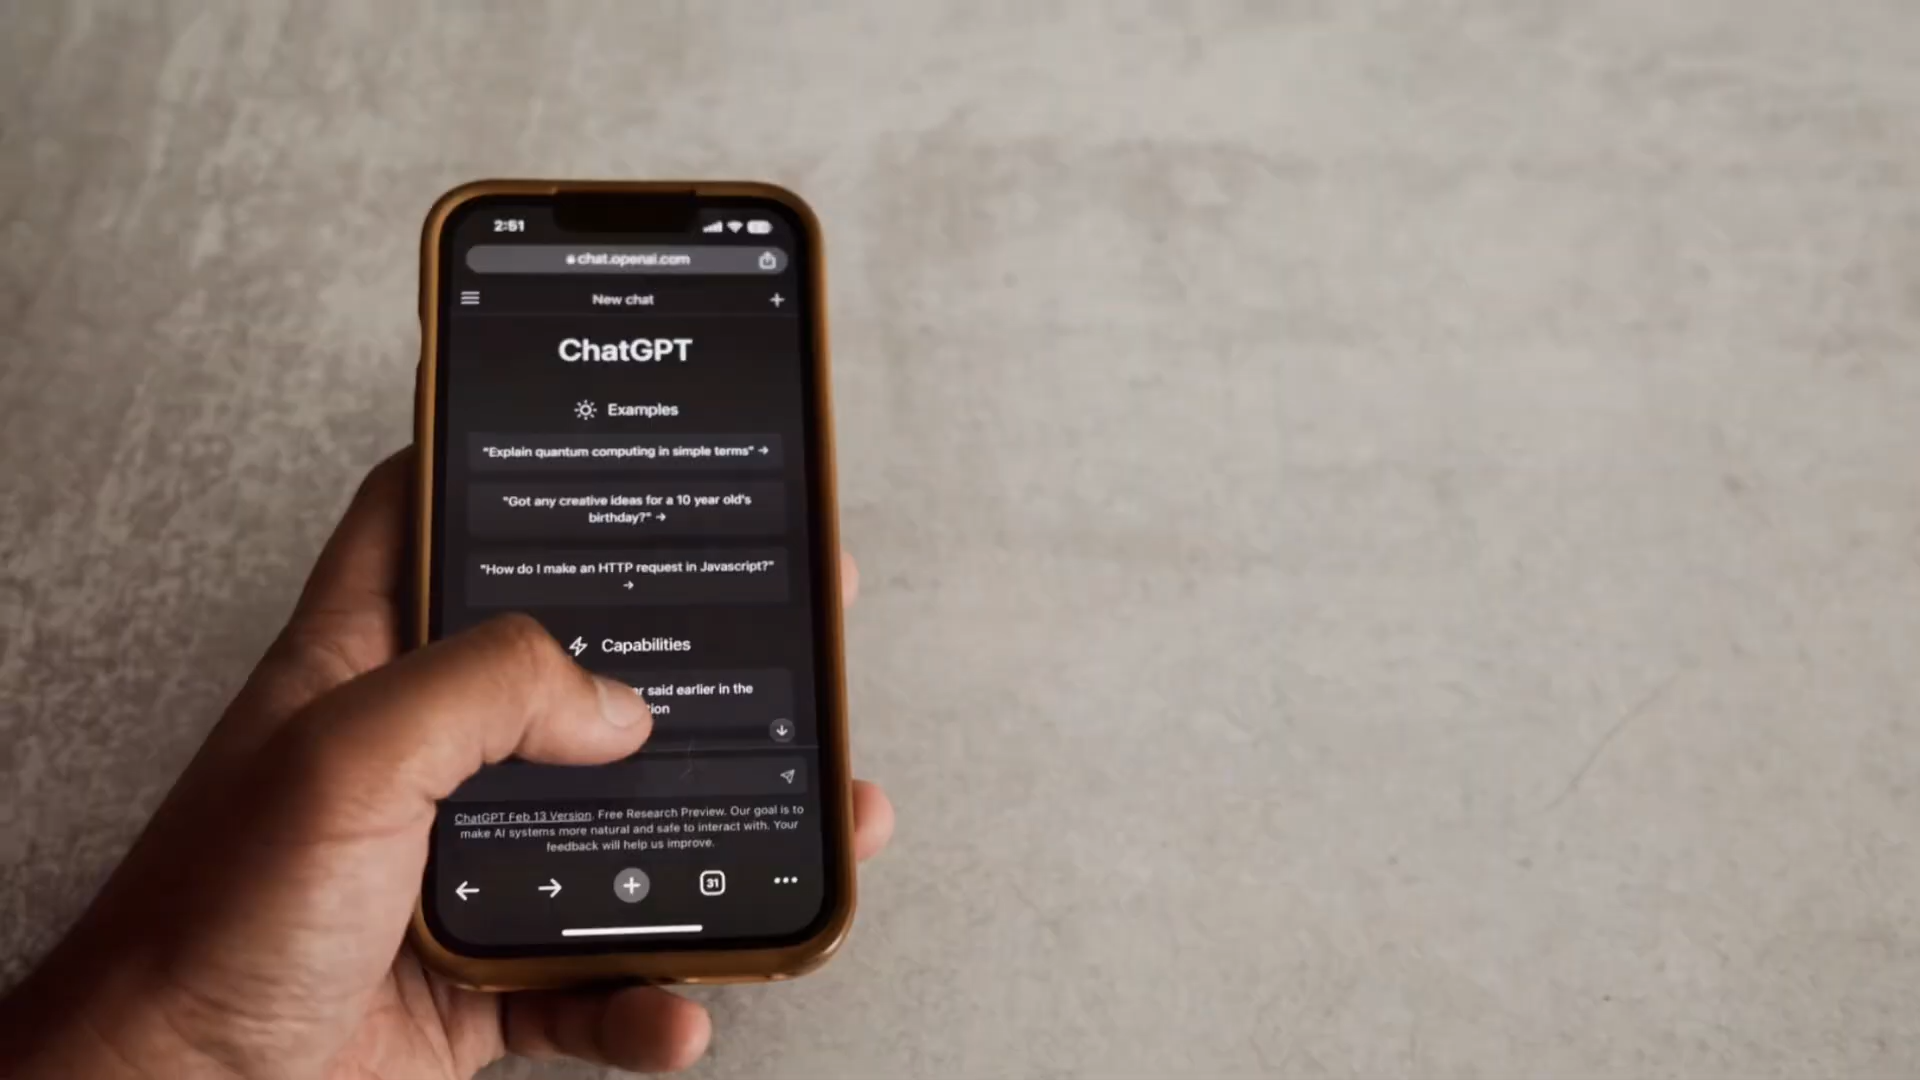 2:51
chat.openai.com
New chat
ChatGPT
Examples
"Explain quantum computing in simple terms" →
"Got any creative ideas for a 10 year old's
birthday?" →
"How do I make an HTTP request in Javascript?"
→
Capabilities
said earlier in the
ChatGPT Feb 13 Version. Free Research Preview. Our goal is to
make AI systems more natural and safe to interact with. Your
feedback will help us improve.
31